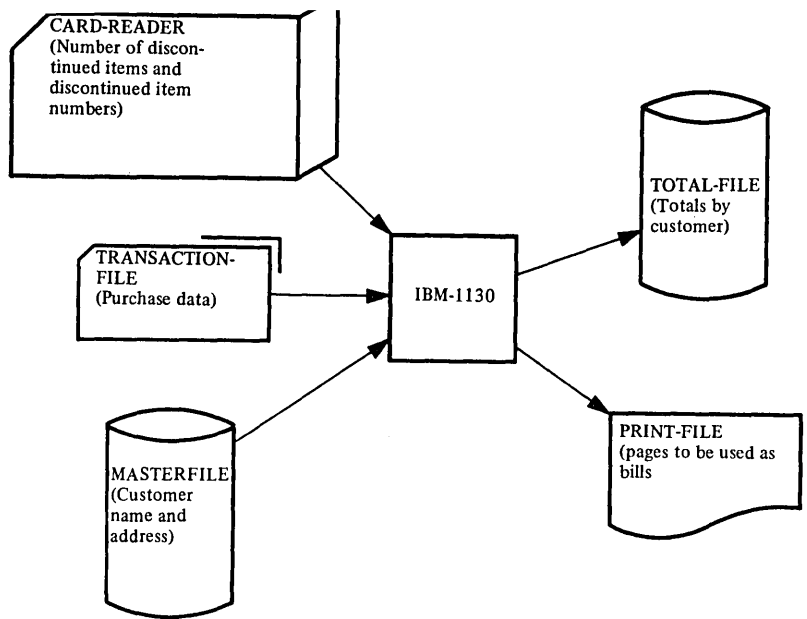 CARD-READER
(Number of discon-
tinued items and
discontinued item
numbers)
TRANSACTION-
FILE
(Purchase data)
MASTERFILE
(Customer
name and
address)
IBM-1130
TOTAL-FILE
(Totals by
customer)
PRINT-FILE
(pages to be used as
bills